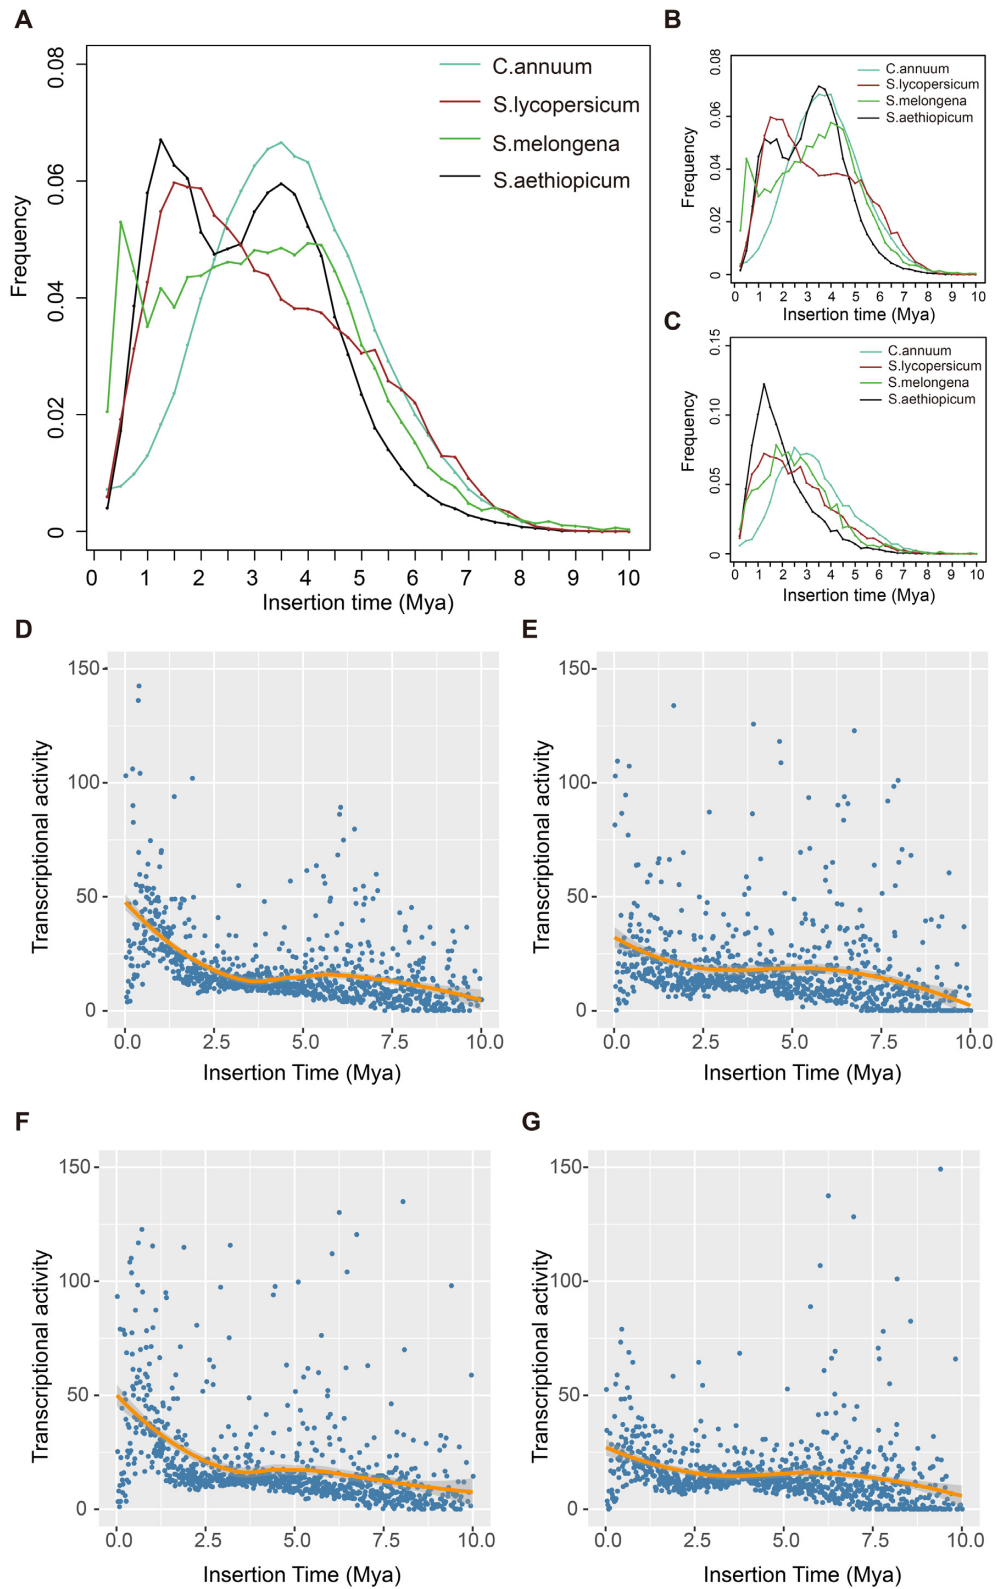 A
Frequency
0.08
0.06
0.04
0.02
0
C.annuum
S.lycopersicum
S.melongena
S.aethiopicum
0 1 2 3 4 5 6 7 8 9 10
Insertion time (Mya)
B
Frequency
0.08
0.06
0.04
0.02
0
C.annuum
S.lycopersicum
S.melongena
S.aethiopicum
0 1 2 3 4 5 6 7 8 9 10
Insertion time (Mya)
C
Frequency
0.15
0.10
0.05
0
C.annuum
S.lycopersicum
S.melongena
S.aethiopicum
0 1 2 3 4 5 6 7 8 9 10
Insertion time (Mya)
D
Transcriptional activity
150
100
50
0
0.0 2.5 5.0 7.5 10.0
Insertion Time (Mya)
E
Transcriptional activity
150
100
50
0
0.0 2.5 5.0 7.5 10.0
Insertion Time (Mya)
F
Transcriptional activity
150
100
50
0
0.0 2.5 5.0 7.5 10.0
Insertion Time (Mya)
G
Transcriptional activity
150
100
50
0
0.0 2.5 5.0 7.5 10.0
Insertion Time (Mya)